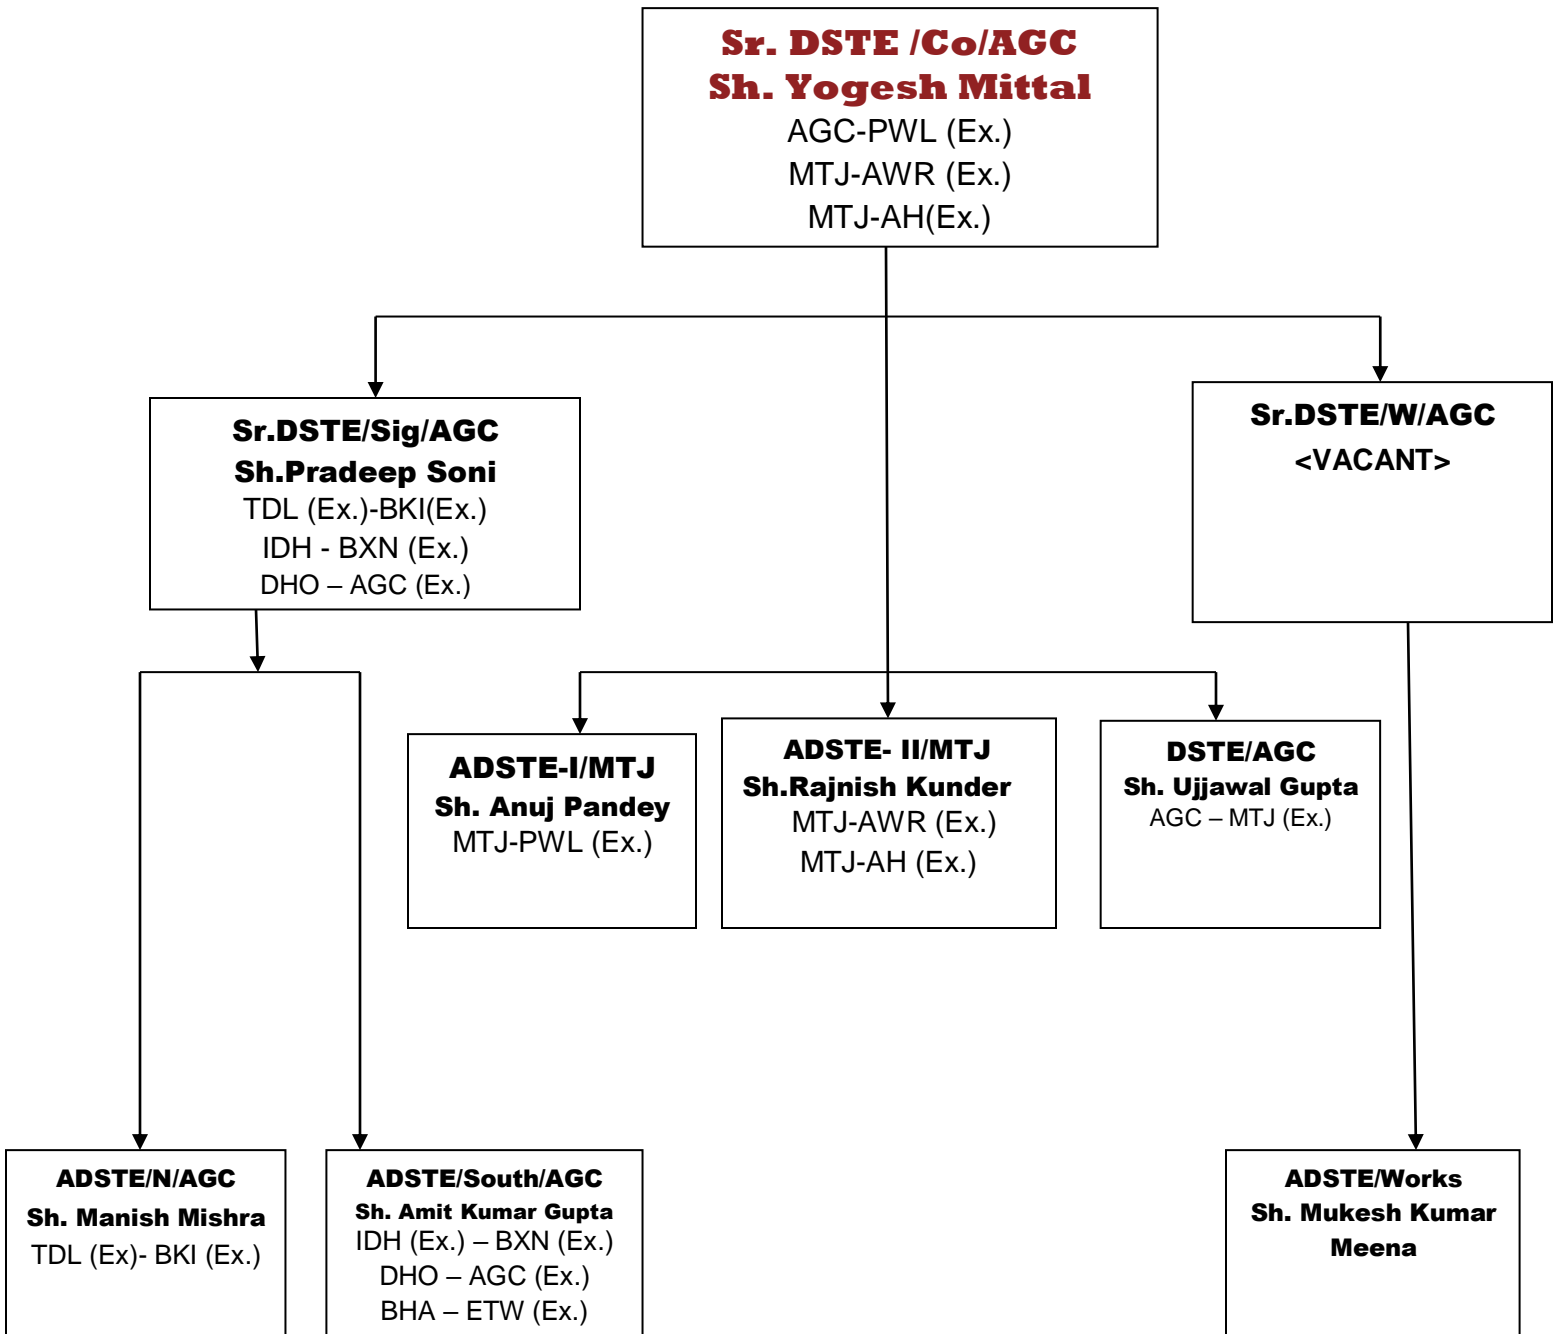 Sr. DSTE /Co/AGC
Sh. Yogesh Mittal
AGC-PWL (Ex.)
MTJ-AWR (Ex.)
MTJ-AH(Ex.)
Sr.DSTE/Sig/AGC
Sh.Pradeep Soni
TDL (Ex.)-BKI(Ex.)
IDH - BXN (Ex.)
DHO – AGC (Ex.)
Sr.DSTE/W/AGC
<VACANT>
ADSTE-I/MTJ
Sh. Anuj Pandey
MTJ-PWL (Ex.)
ADSTE- II/MTJ
Sh.Rajnish Kunder
MTJ-AWR (Ex.)
MTJ-AH (Ex.)
DSTE/AGC
Sh. Ujjawal Gupta
AGC – MTJ (Ex.)
ADSTE/N/AGC
Sh. Manish Mishra
TDL (Ex)- BKI (Ex.)
ADSTE/South/AGC
Sh. Amit Kumar Gupta
IDH (Ex.) – BXN (Ex.)
DHO – AGC (Ex.)
BHA – ETW (Ex.)
ADSTE/Works
Sh. Mukesh Kumar
Meena